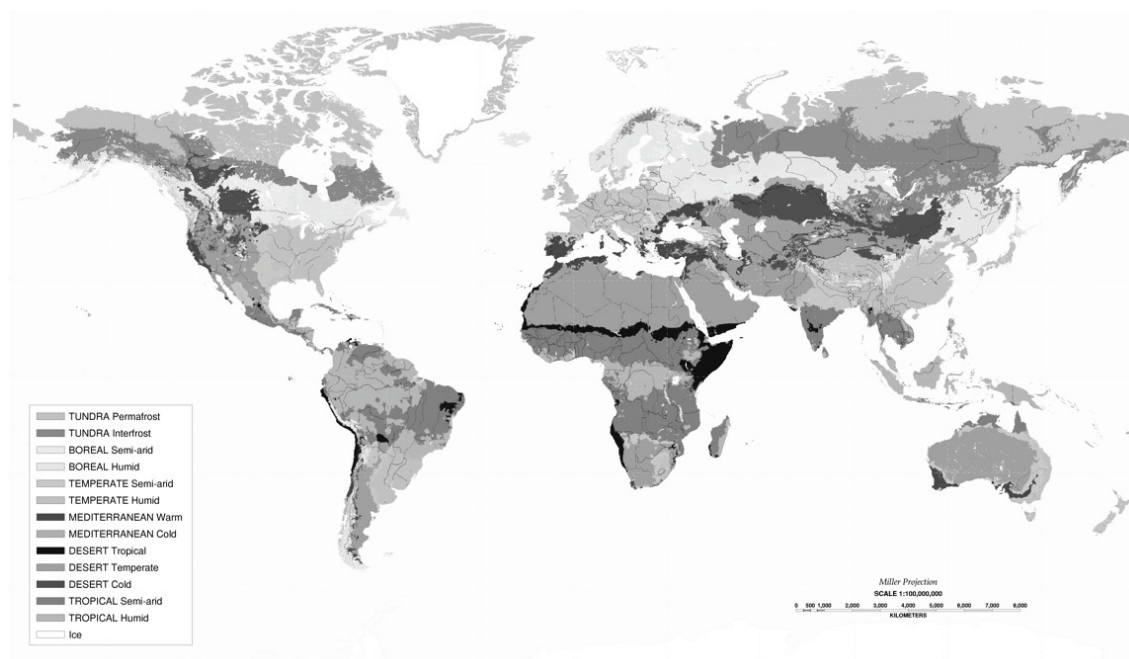 TUNDRA Permafrost
TUNDRA Interfrost
BOREAL Semi-arid
BOREAL Humid
TEMPERATE Semi-arid
TEMPERATE Humid
MEDITERRANEAN Warm
MEDITERRANEAN Cold
DESERT Tropical
DESERT Temperate
DESERT Cold
TROPICAL Semi-arid
TROPICAL Humid
Ice
Miller Projection
SCALE 1:100,000,000
0 500 1,000 2,000 3,000 4,000 5,000 6,000 7,000 8,000
KILOMETERS